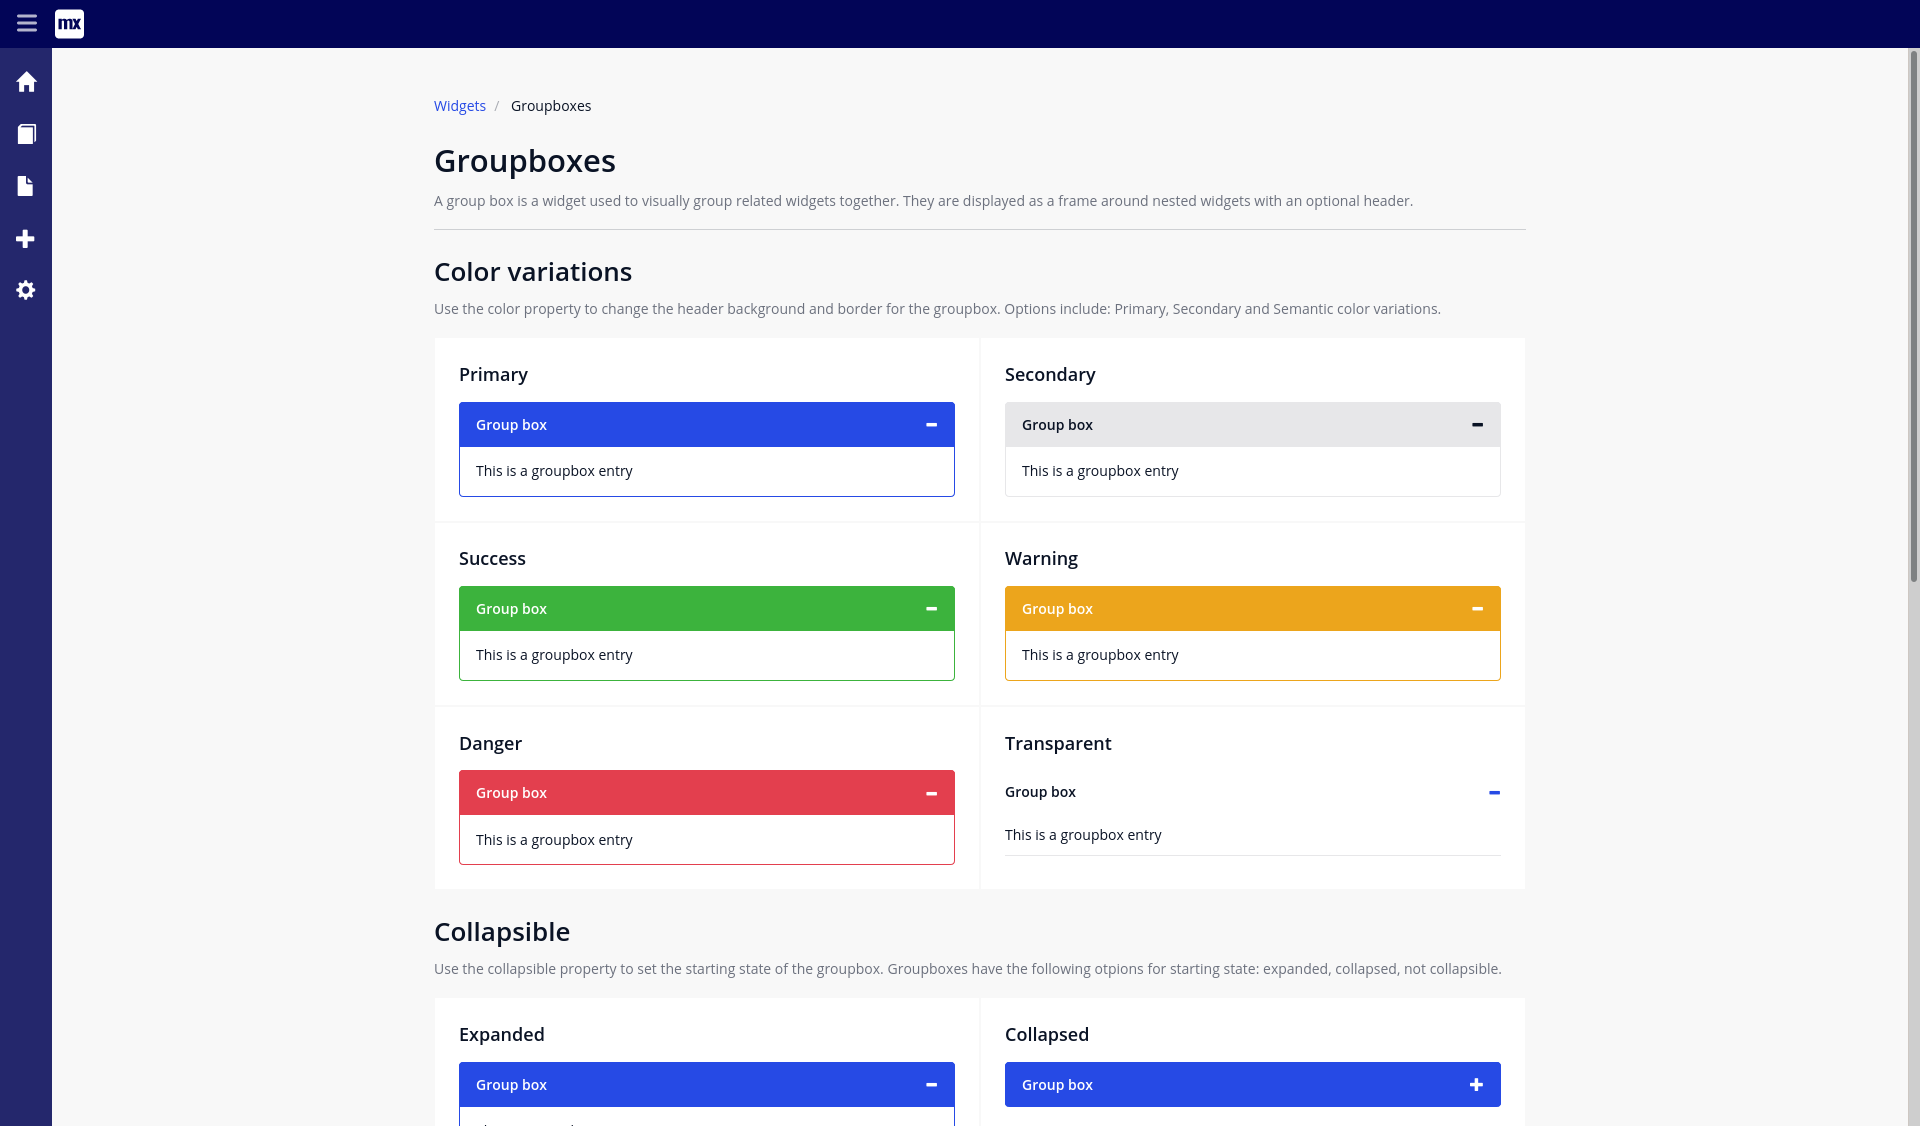 mx
Widgets / Groupboxes
Groupboxes
A group box is a widget used to visually group related widgets together. They are displayed as a frame around nested widgets with an optional header.
Color variations
Use the color property to change the header background and border for the groupbox. Options include: Primary, Secondary and Semantic color variations.
Primary
Group box
This is a groupbox entry
Secondary
Group box
This is a groupbox entry
Success
Group box
This is a groupbox entry
Warning
Group box
This is a groupbox entry
Danger
Group box
This is a groupbox entry
Transparent
Group box
This is a groupbox entry
Collapsible
Use the collapsible property to set the starting state of the groupbox. Groupboxes have the following otpions for starting state: expanded, collapsed, not collapsible.
Expanded
Group box
Collapsed
Group box